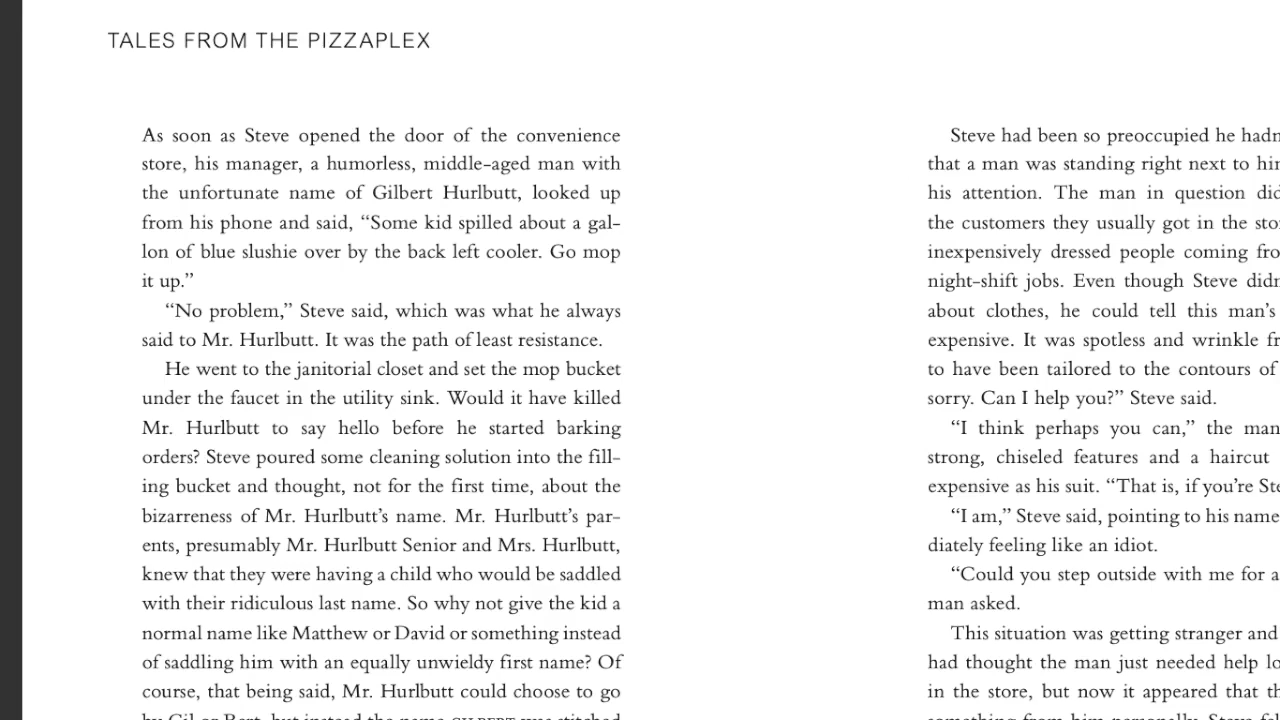 TALES FROM THE PIZZAPLEX
As soon as Steve opened the door of the convenience
store, his manager, a humorless, middle-aged man with
the unfortunate name of Gilbert Hurlbutt, looked up
from his phone and said, “Some kid spilled about a gal-
lon of blue slushie over by the back left cooler. Go mop
it up.”
“No problem,” Steve said, which was what he always
said to Mr. Hurlbutt. It was the path of least resistance.
He went to the janitorial closet and set the mop bucket
under the faucet in the utility sink. Would it have killed
Mr. Hurlbutt to say hello before he started barking
orders? Steve poured some cleaning solution into the fill-
ing bucket and thought, not for the first time, about the
bizarreness of Mr. Hurlbutt’s name. Mr. Hurlbutt’s par-
ents, presumably Mr. Hurlbutt Senior and Mrs. Hurlbutt,
knew that they were having a child who would be saddled
with their ridiculous last name. So why not give the kid a
normal name like Matthew or David or something instead
of saddling him with an equally unwieldy first name? Of
course, that being said, Mr. Hurlbutt could choose to go
by Gil or Bert, but instead the name GILBERT was stitched
Steve had been so preoccupied he
that a man was standing right next to
his attention. The man in question
the customers they usually got in the
inexpensively dressed people coming
night-shift jobs. Even though Steve
about clothes, he could tell this man’s
expensive. It was spotless and wrinkle
to have been tailored to the contours of
sorry. Can I help you?” Steve said.
“I think perhaps you can,” the man
strong, chiseled features and a haircut
expensive as his suit. “That is, if you’re
“I am,” Steve said, pointing to his name
diately feeling like an idiot.
“Could you step outside with me for a
man asked.
This situation was getting stranger and
had thought the man just needed help
in the store, but now it appeared that
something from him personally. Steve